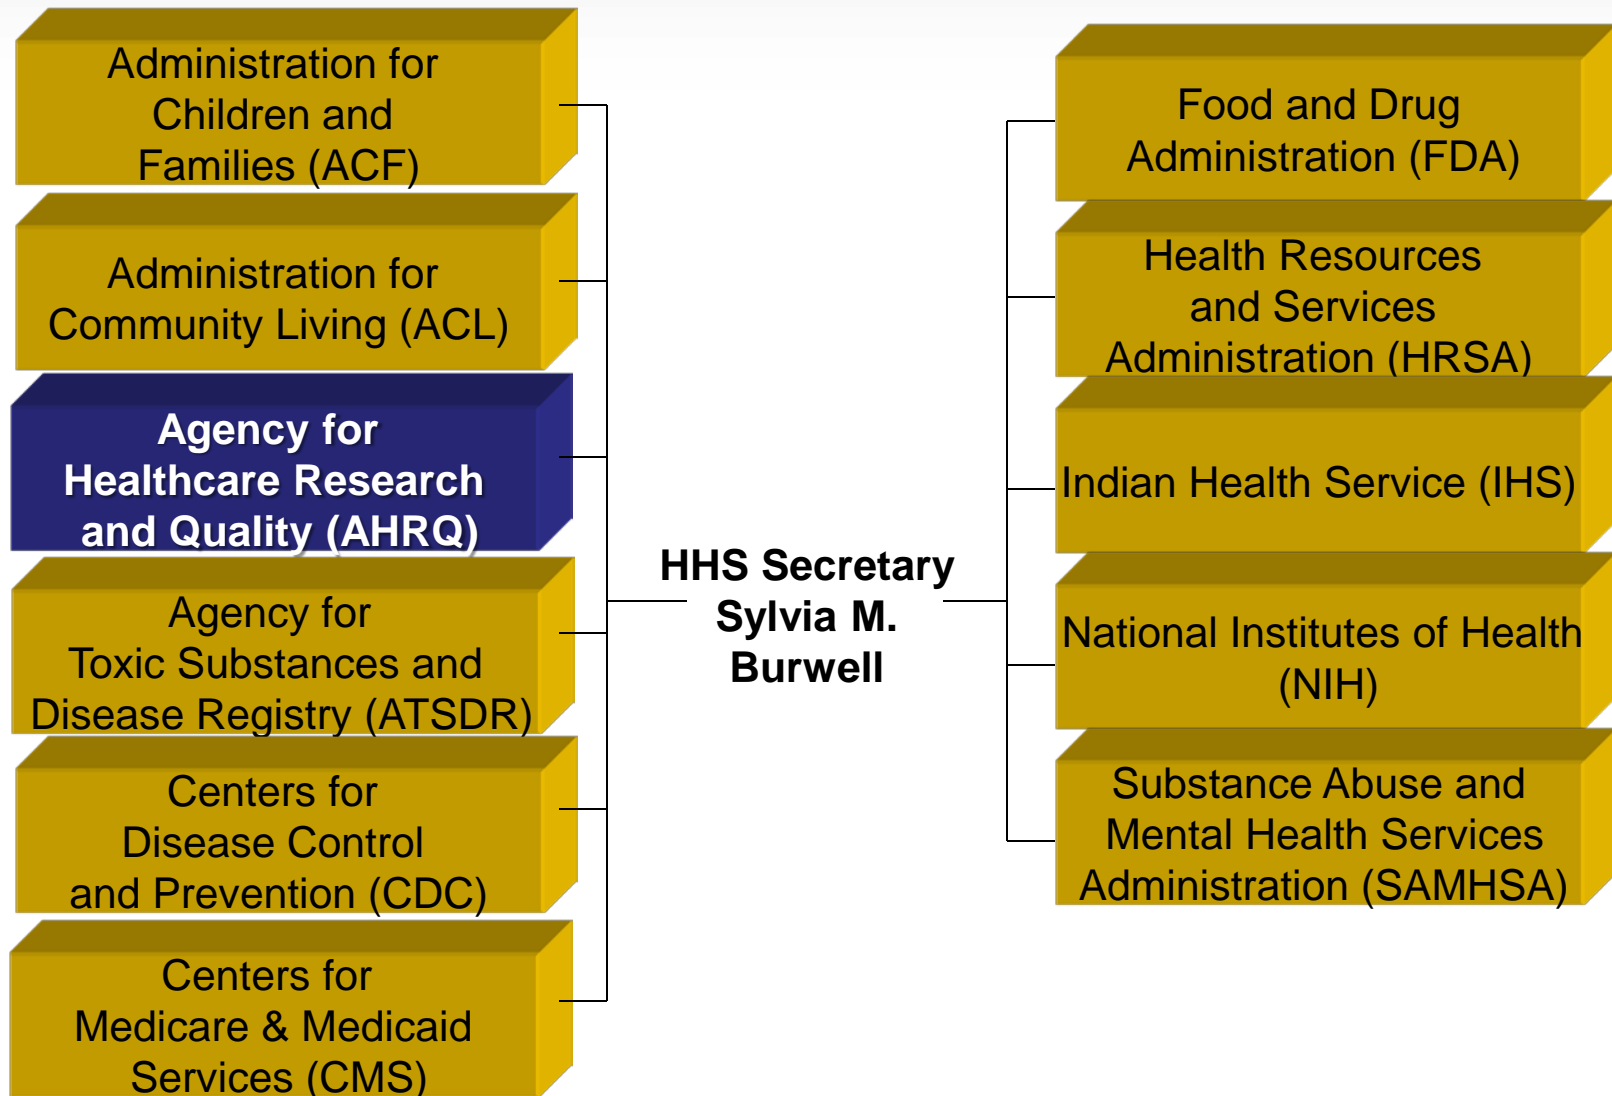 Administration for
Children and
Families (ACF)
Administration for
Community Living (ACL)
Agency for
Healthcare Research
and Quality (AHRQ)
Agency for
Toxic Substances and
Disease Registry (ATSDR)
Centers for
Disease Control
and Prevention (CDC)
Centers for
Medicare & Medicaid
Services (CMS)
HHS Secretary
Sylvia M.
Burwell
Food and Drug
Administration (FDA)
Health Resources
and Services
Administration (HRSA)
Indian Health Service (IHS)
National Institutes of Health
(NIH)
Substance Abuse and
Mental Health Services
Administration (SAMHSA)